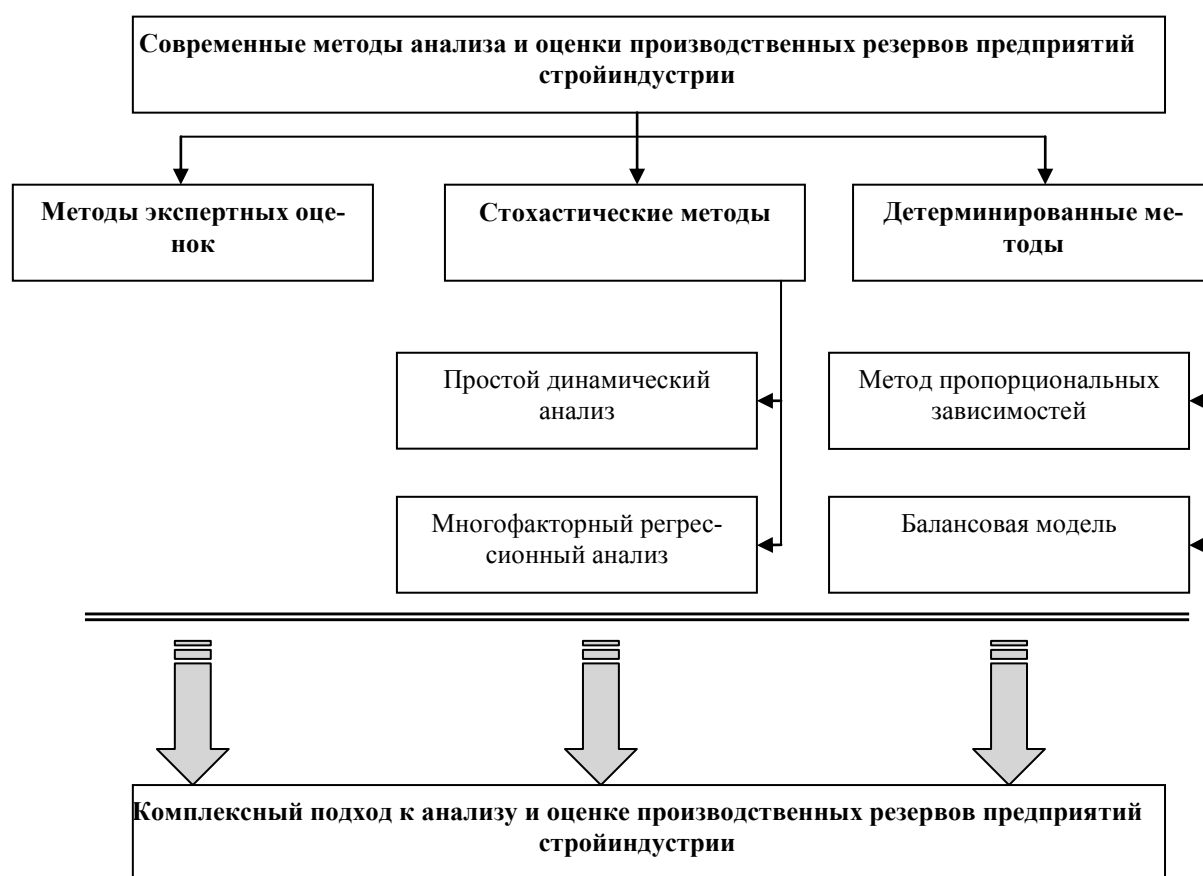 Современные методы анализа и оценки производственных резервов предприятий
стройиндустрии
Методы экспертных оце-
нок
Стохастические методы
Детерминированные ме-
тоды
Простой динамический
анализ
Метод пропорциональных
зависимостей
Многофакторный регрес-
сионный анализ
Балансовая модель
Комплексный подход к анализу и оценке производственных резервов предприятий
стройиндустрии